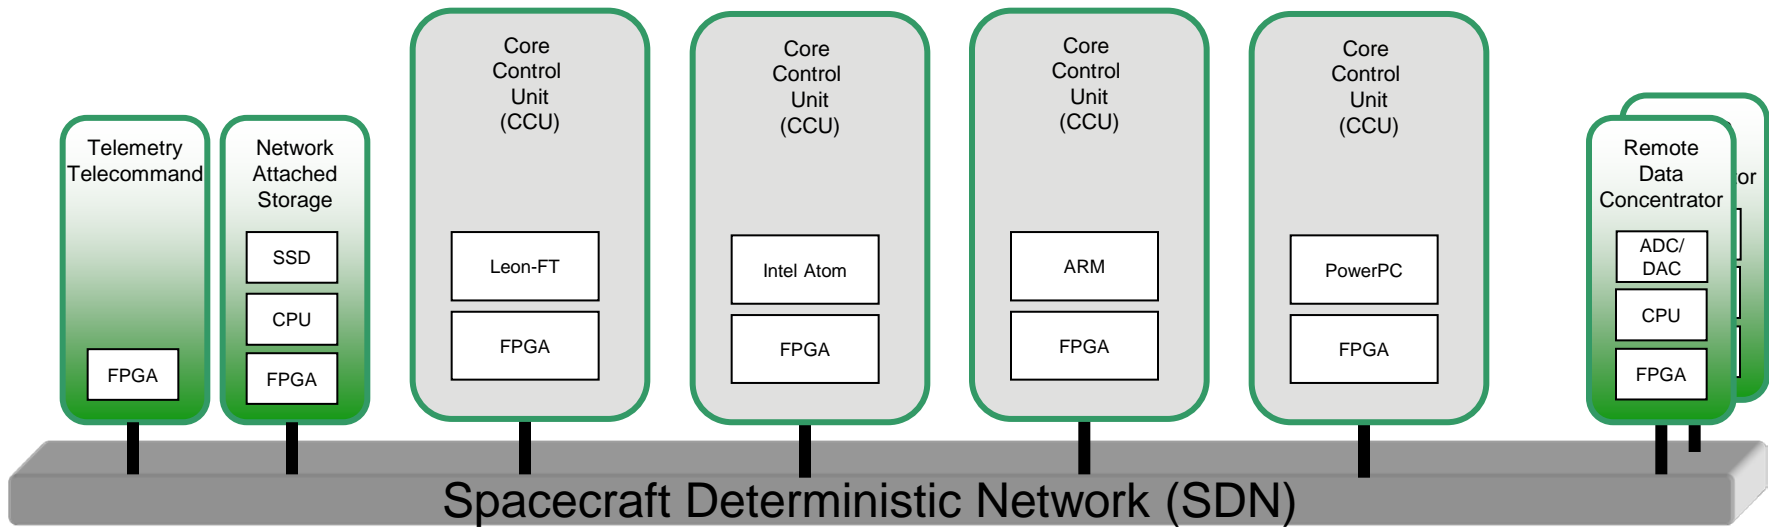 Telemetry
Telecommand
FPGA
Network
Attached
Storage
SSD
CPU
FPGA
Core
Control
Unit
(CCU)
Leon-FT
FPGA
Core
Control
Unit
(CCU)
Intel Atom
FPGA
Core
Control
Unit
(CCU)
ARM
FPGA
Core
Control
Unit
(CCU)
PowerPC
FPGA
Remote
Data
Concentrator
ADC/
DAC
CPU
FPGA
tor
Spacecraft Deterministic Network (SDN)